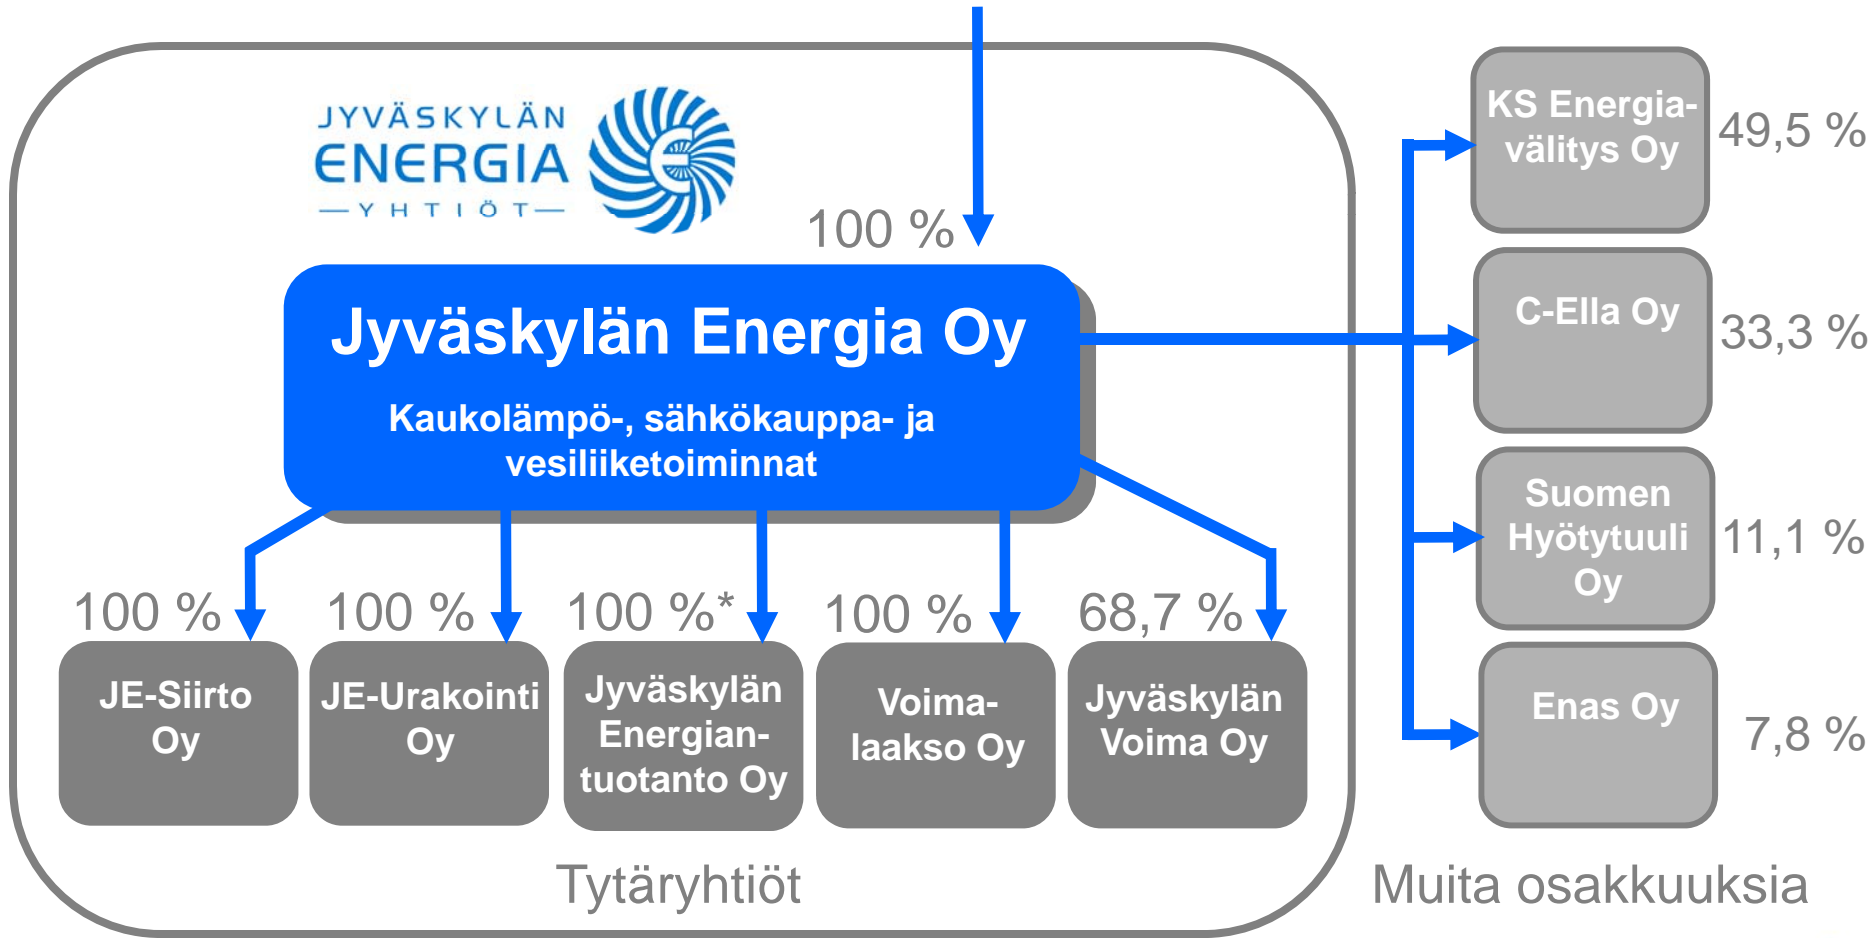 JYVÄSKYLÄN
ENERGIA
YHTIÖT
100 %
Jyväskylän Energia Oy
Kaukolämpö-, sähkökauppa- ja
vesiliiketoiminnat
100 %
JE-Siirto
Oy
100 %
JE-Urakointi
Oy
100 %*
Jyväskylän
Energian-
tuotanto Oy
100 %
Voima-
laakso Oy
68,7 %
Jyväskylän
Voima Oy
Tytäryhtiöt
KS Energia-
välitys Oy
49,5 %
C-Ella Oy
33,3 %
Suomen
Hyötytuuli
Oy
11,1 %
Enas Oy
7,8 %
Muita osakkuuksia